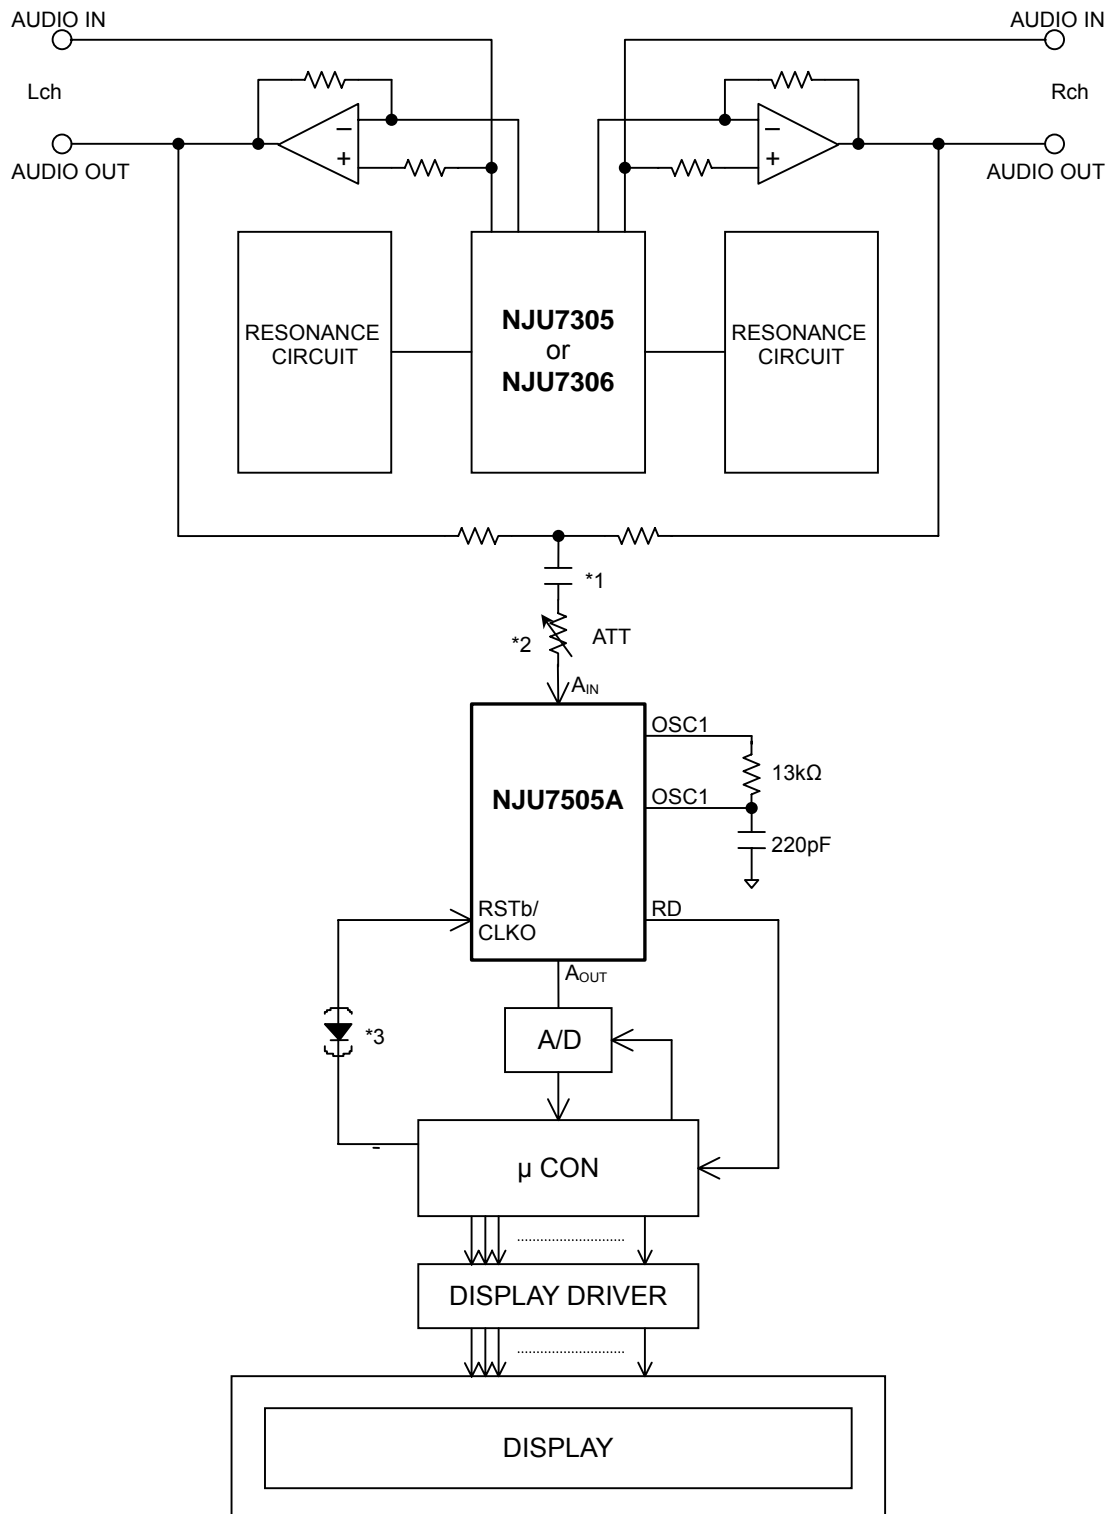 AUDIO IN
AUDIO IN
Lch
Rch
AUDIO OUT
AUDIO OUT
−
+
−
+
RESONANCE
CIRCUIT
NJU7305
or
NJU7306
RESONANCE
CIRCUIT
*1
*2
ATT
AIN
OSC1
13kΩ
NJU7505A
OSC1
220pF
RSTb/
CLKO
RD
AOUT
*3
A/D
μ CON
DISPLAY DRIVER
DISPLAY